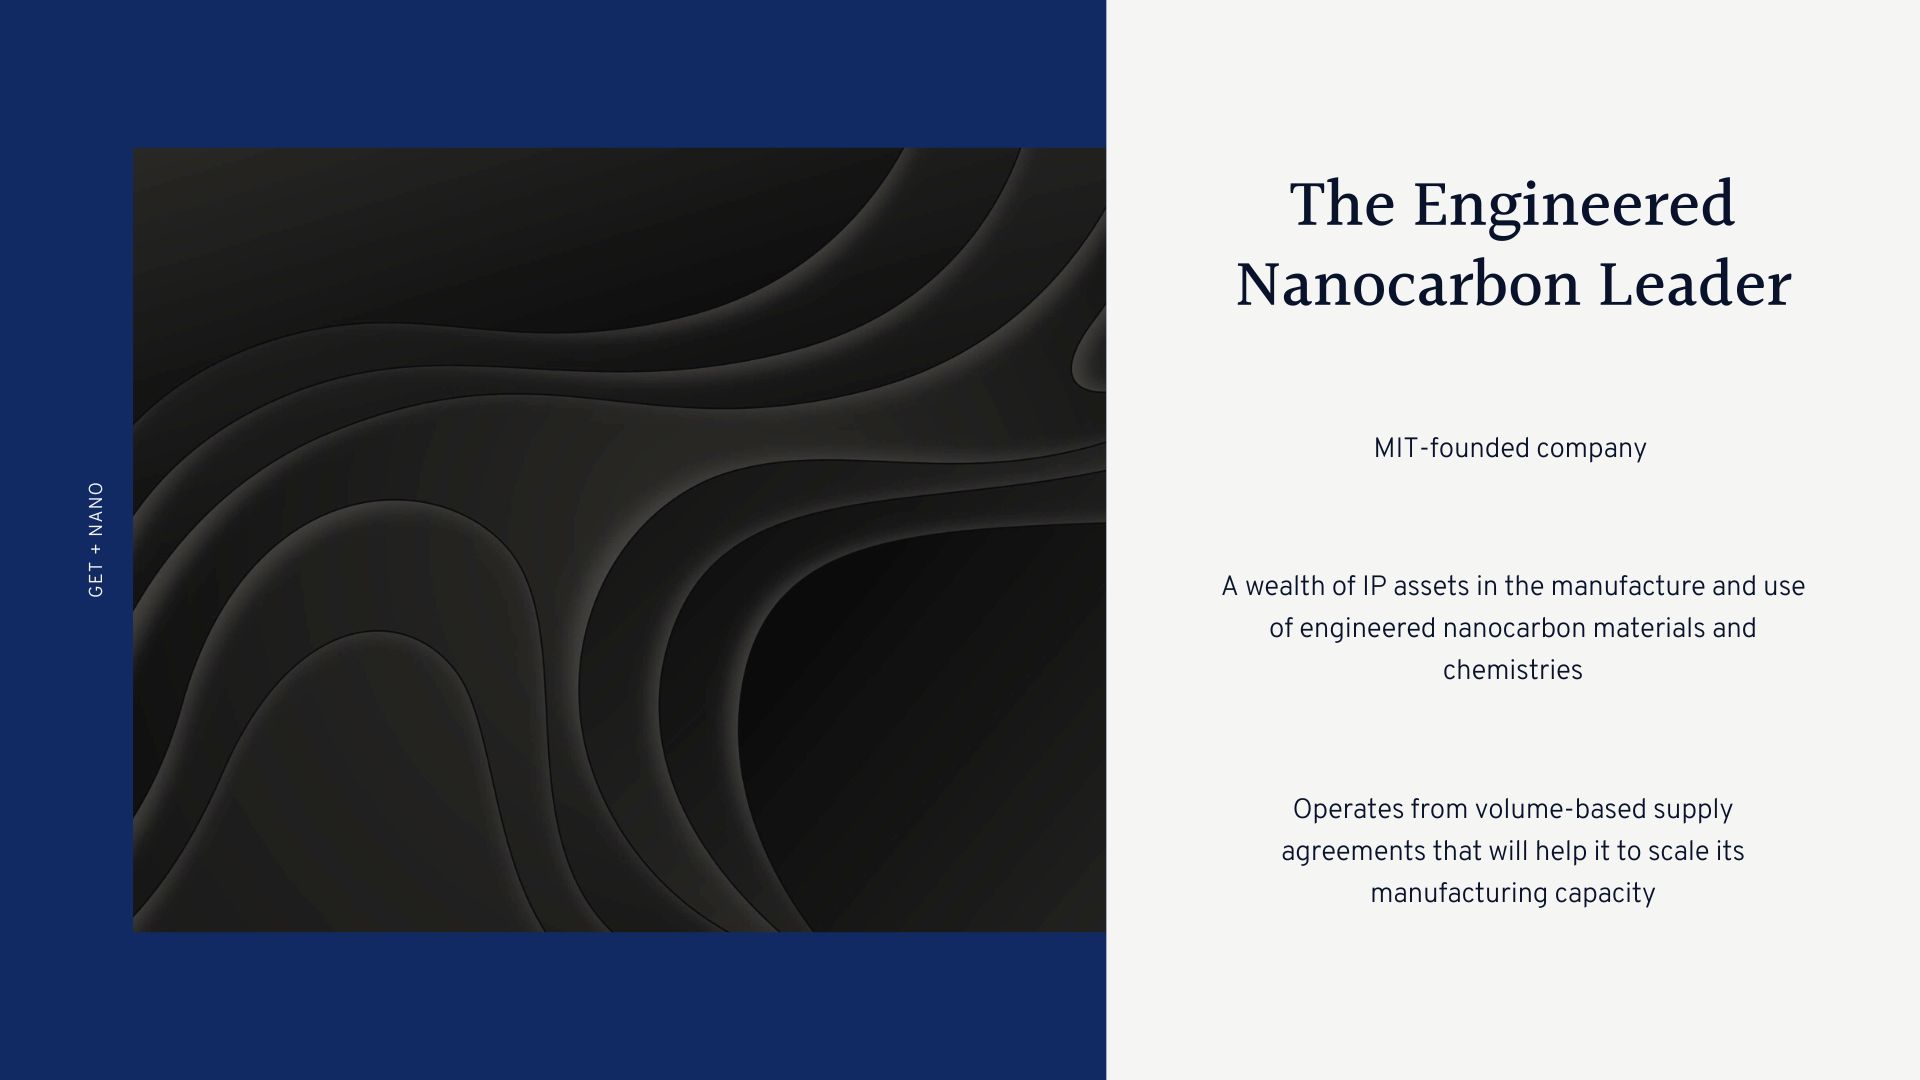 GET + NANO
The Engineered
Nanocarbon Leader
MIT-founded company
A wealth of IP assets in the manufacture and use
of engineered nanocarbon materials and
chemistries
Operates from volume-based supply
agreements that will help it to scale its
manufacturing capacity